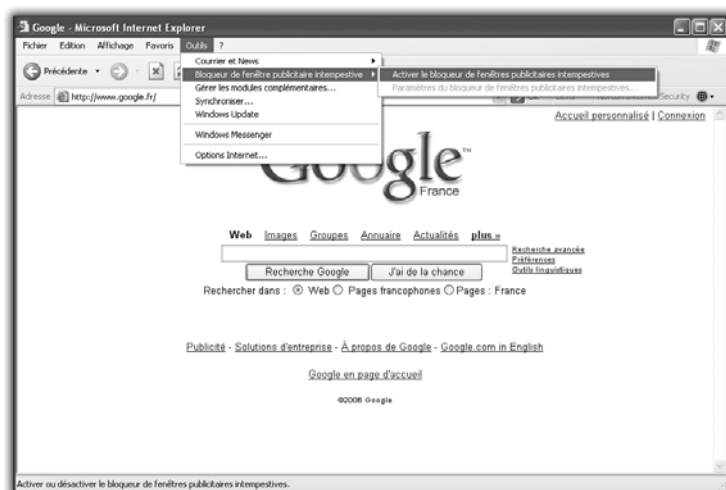 Google - Microsoft Internet Explorer
Fichier Edition Affichage Favoris Outils ?
Courrier et News
Précédente
Bloqueur de fenêtre publicitaire intempestive
Activer le bloqueur de fenêtres publicitaires intempestives
Gérer les modules complémentaires...
Paramètres du bloqueur de fenêtres publicitaires intempestives...
Adresse http://www.google.fr/
Synchroniser...
OK
Security
Windows Update
Accueil personnalisé | Connexion
Windows Messenger
Options Internet...
Google™
France
Web Images Groupes Annuaire Actualités plus »
Recherche avancée
Préférences
Outils linguistiques
Recherche Google J'ai de la chance
Rechercher dans : Web Pages francophones Pages : France
Publicité - Solutions d'entreprise - À propos de Google - Google.com in English
Google en page d'accueil
©2006 Google
Activer ou désactiver le bloqueur de fenêtres publicitaires intempestives.